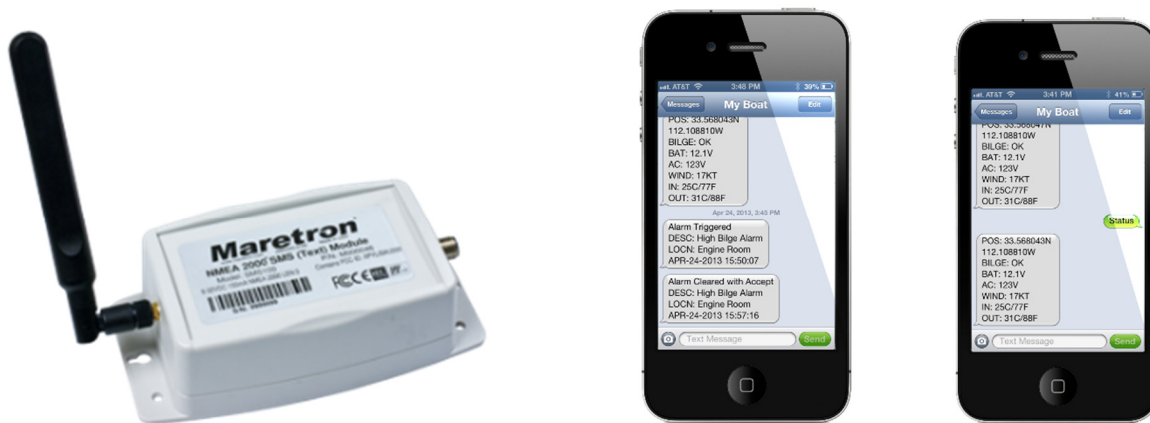 Maretron
NMEA 2000 SMS (Text) Module
Model: SMS100
AT&T 3:48 PM 39%
Messages My Boat Edit
POS: 33.568043N
112.108810W
BILGE: OK
BAT: 12.1V
AC: 123V
WIND: 17KT
IN: 25C/77F
OUT: 31C/88F
Apr 24, 2013, 3:45 PM
Alarm Triggered
DESC: High Bilge Alarm
LOCN: Engine Room
APR-24-2013 15:50:07
Alarm Cleared with Accept
DESC: High Bilge Alarm
LOCN: Engine Room
APR-24-2013 15:57:16
Text Message Send
AT&T 3:41 PM 41%
Messages My Boat Edit
POS: 33.568047N
112.108810W
BILGE: OK
BAT: 12.1V
AC: 123V
WIND: 17KT
IN: 25C/77F
OUT: 31C/88F
Status
POS: 33.568043N
112.108810W
BILGE: OK
BAT: 12.1V
AC: 123V
WIND: 17KT
IN: 25C/77F
OUT: 31C/88F
Text Message Send